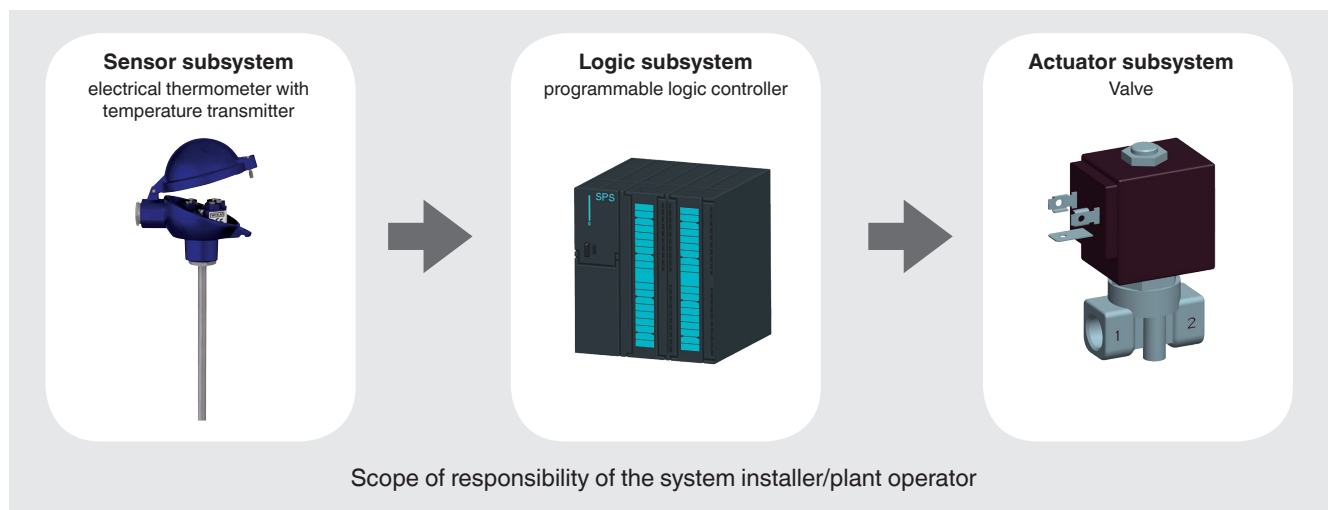 Sensor subsystem
electrical thermometer with
temperature transmitter
Logic subsystem
programmable logic controller
Actuator subsystem
Valve
SPS
1
2
Scope of responsibility of the system installer/plant operator